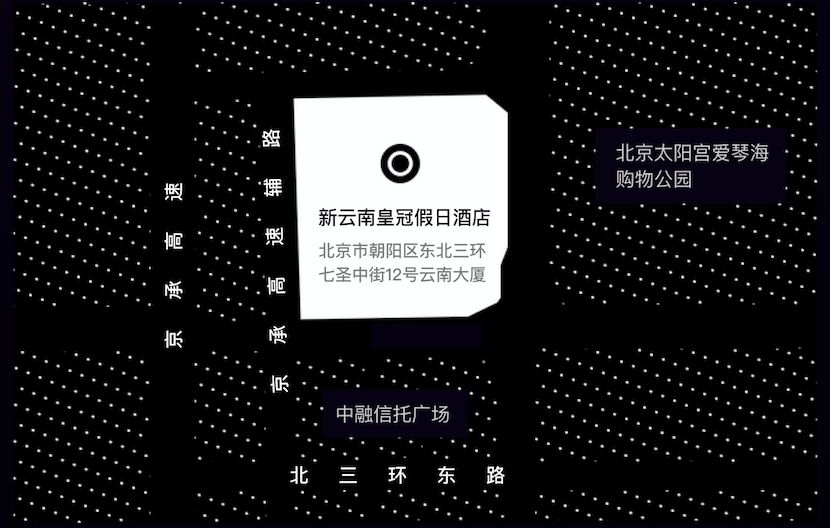 京承高速
京承高速辅路
新云南皇冠假日酒店
北京市朝阳区东北三环
七圣中街12号云南大厦
北京太阳宫爱琴海
购物公园
中融信托广场
北三环东路